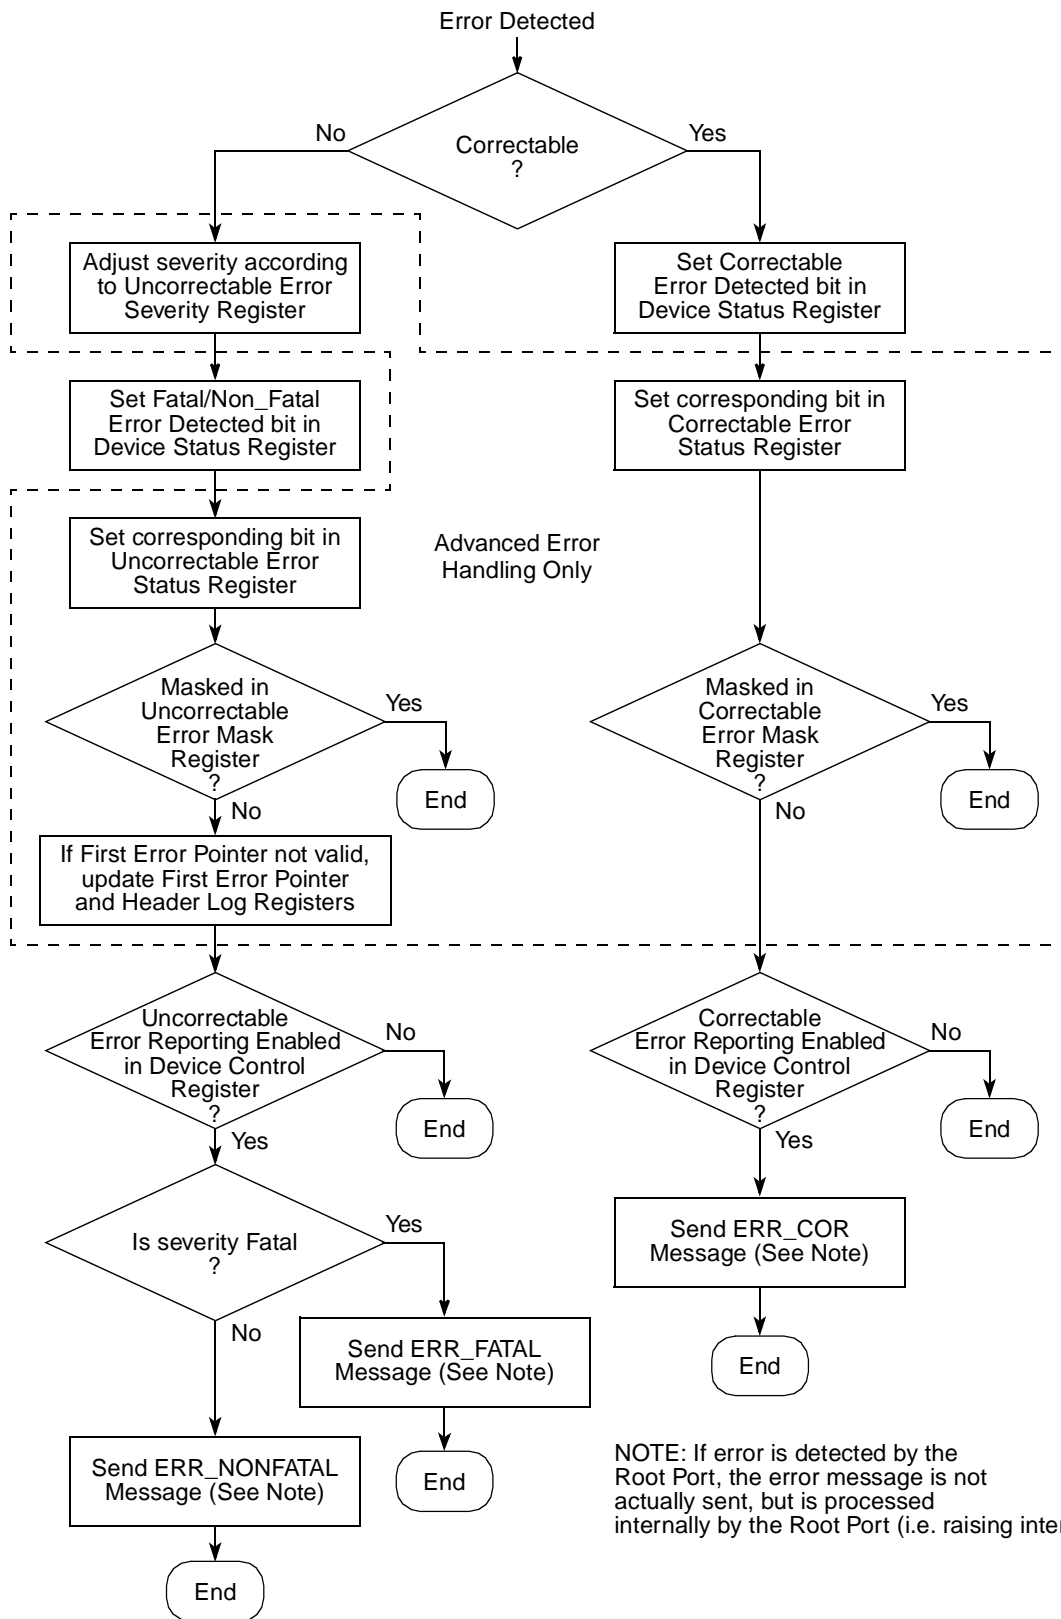 Error Detected
No
Yes
Correctable
?
Adjust severity according
to Uncorrectable Error
Severity Register
Set Correctable
Error Detected bit in
Device Status Register
Set Fatal/Non_Fatal
Error Detected bit in
Device Status Register
Set corresponding bit in
Correctable Error
Status Register
Set corresponding bit in
Uncorrectable Error
Status Register
Advanced Error
Handling Only
Masked in
Uncorrectable
Error Mask
Register
?
Yes
End
No
Masked in
Correctable
Error Mask
Register
?
Yes
End
No
If First Error Pointer not valid,
update First Error Pointer
and Header Log Registers
Uncorrectable
Error Reporting Enabled
in Device Control
Register
?
No
End
Yes
Correctable
Error Reporting Enabled
in Device Control
Register
?
No
End
Yes
Is severity Fatal
?
Yes
No
Send ERR_COR
Message (See Note)
End
Send ERR_FATAL
Message (See Note)
End
Send ERR_NONFATAL
Message (See Note)
End
NOTE: If error is detected by the
Root Port, the error message is not
actually sent, but is processed
internally by the Root Port (i.e. raising